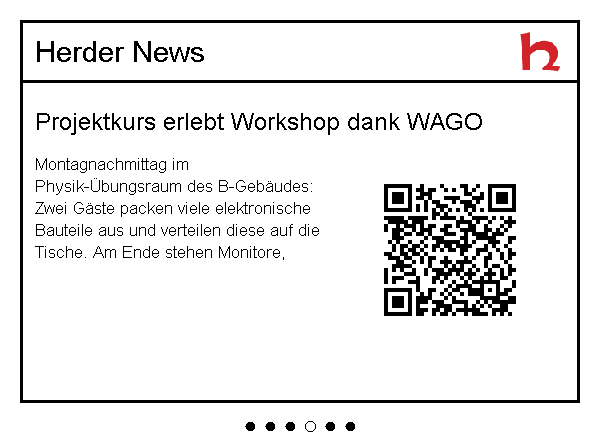 Herder News
Projektkurs erlebt Workshop dank WAGO
Montagnachmittag im
Physik-Übungsraum des B-Gebäudes:
Zwei Gäste packen viele elektronische
Bauteile aus und verteilen diese auf die
Tische. Am Ende stehen Monitore,